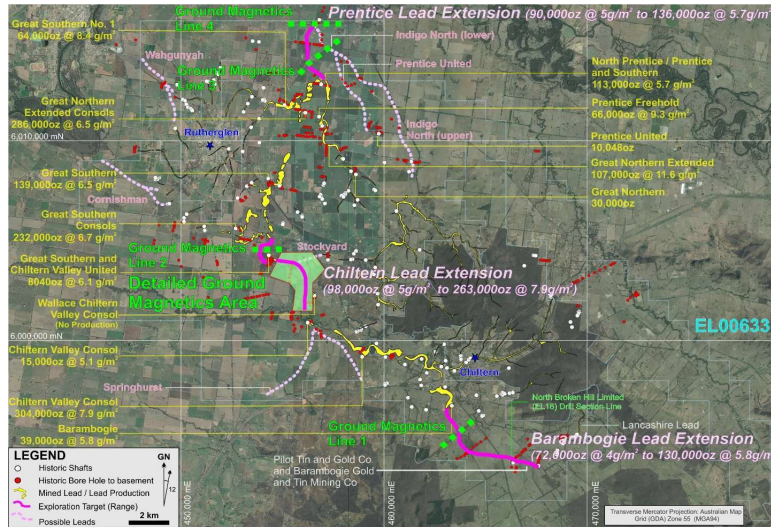 Prentice Lead Extension (90,000oz @ 5g/m² to 136,000oz @ 5.7g/m²)
Great Southern No. 1
64,000oz @ 8.4 g/m²
Ground Magnetics
Line 4
Indigo North (lower)
Wahgunyah
Prentice United
Ground Magnetics
Line 3
North Prentice / Prentice
and Southern
113,000oz @ 5.7 g/m²
Great Northern
Extended Consols
286,000oz @ 6.5 g/m²
Prentice Freehold
66,000oz @ 9.3 g/m²
Rutherglen
Indigo
North (upper)
Prentice United
10,048oz
6,010,000 mN
Great Northern Extended
107,000oz @ 11.6 g/m²
Great Southern
139,000oz @ 6.5 g/m²
Great Northern
30,000oz
Cornishman
Great Southern
Consols
232,000oz @ 6.7 g/m²
Ground Magnetics
Line 2
Stockyard
Great Southern and
Chiltern Valley United
8040oz @ 6.1 g/m²
Chiltern Lead Extension
(98,000oz @ 5g/m² to 263,000oz @ 7.9g/m²)
Detailed Ground
Magnetics Area
Wallace Chiltern
Valley Consol
(No Production)
EL00633
6,000,000 mN
Chiltern Valley Consol
15,000oz @ 5.1 g/m²
Chiltern
Springhurst
Chiltern Valley Consol
304,000oz @ 7.9 g/m²
North Broken Hill Limited
(EL16) Drill Section Line
Barambogie
39,000oz @ 5.8 g/m²
Ground Magnetics
Line 1
Lancashire Lead
Barambogie Lead Extension
(72,000oz @ 4g/m² to 130,000oz @ 5.8g/m
Pilot Tin and Gold Co
and Barambogie Gold
and Tin Mining Co
LEGEND
GN
Historic Shafts
Historic Bore Hole to basement
Mined Lead / Lead Production
Exploration Target (Range)
Possible Leads
12
2 km
450,000 mE
460,000 mE
470,000 mE
Transverse Mercator Projection: Australian Map
Grid (GDA) Zone 55 (MGA94)